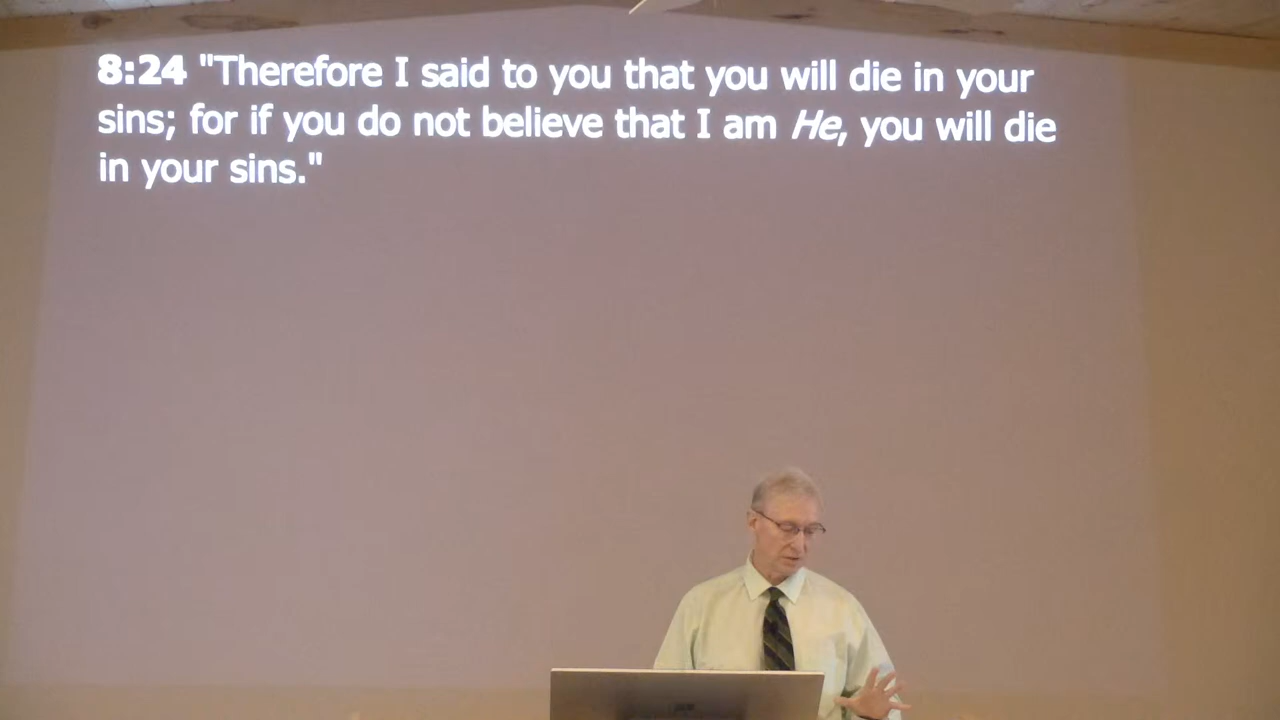 8:24 "Therefore I said to you that you will die in your
sins; for if you do not believe that I am He, you will die
in your sins."